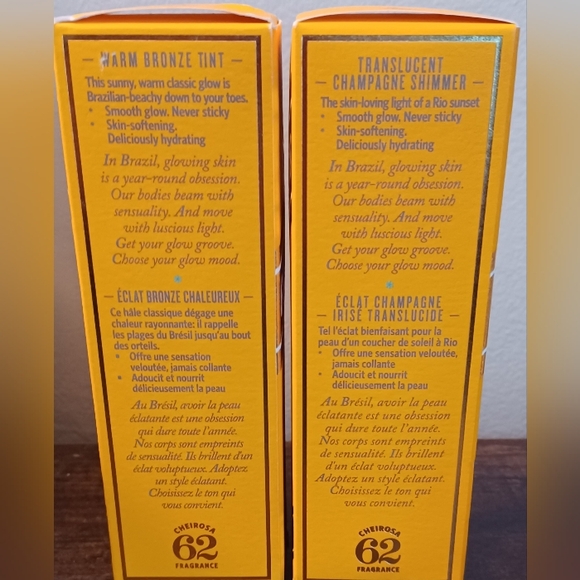 — WARM BRONZE TINT —
This sunny, warm classic glow is
Brazilian-beachy down to your toes.
• Smooth glow. Never sticky
• Skin-softening.
Deliciously hydrating
In Brazil, glowing skin
is a year-round obsession.
Our bodies beam with
sensuality. And move
with luscious light.
Get your glow groove.
Choose your glow mood.
— ÉCLAT BRONZE CHALEUREUX —
Ce hâle classique dégage une
chaleur rayonnante: il rappelle
les plages du Brésil jusqu'au bout
des orteils.
• Offre une sensation
veloutée, jamais collante
• Adoucit et nourrit
délicieusement la peau
Au Brésil, avoir la peau
éclatante est une obsession
qui dure toute l'année.
Nos corps sont empreints
de sensualité. Ils brillent d'un
éclat voluptueux. Adoptez
un style éclatant.
Choisissez le ton qui
vous convient.
CHEIROSA
62
FRAGRANCE
TRANSLUCENT
— CHAMPAGNE SHIMMER —
The skin-loving light of a Rio sunset
• Smooth glow. Never sticky
• Skin-softening.
Deliciously hydrating
In Brazil, glowing skin
is a year-round obsession.
Our bodies beam with
sensuality. And move
with luscious light.
Get your glow groove.
Choose your glow mood.
ÉCLAT CHAMPAGNE
— IRISÉ TRANSLUCIDE —
Tel l'éclat bienfaisant pour la
peau d'un coucher de soleil à Rio
• Offre une sensation veloutée,
jamais collante
• Adoucit et nourrit
délicieusement la peau
Au Brésil, avoir la peau
éclatante est une obsession
qui dure toute l'année.
Nos corps sont empreints
de sensualité. Ils brillent
d'un éclat voluptueux.
Adoptez un style éclatant.
Choisissez le ton qui
vous convient.
CHEIROSA
62
FRAGRANCE